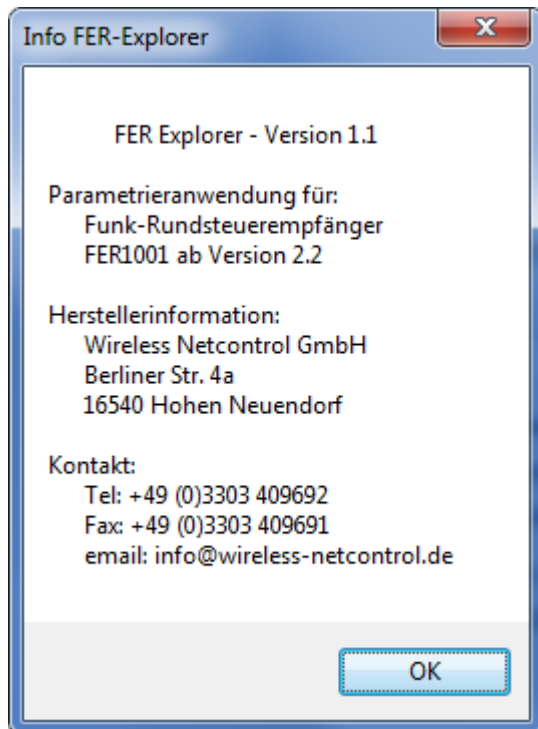 Info FER-Explorer
FER Explorer - Version 1.1
Parametrieranwendung für:
Funk-Rundsteuerempfänger
FER1001 ab Version 2.2
Herstellerinformation:
Wireless Netcontrol GmbH
Berliner Str. 4a
16540 Hohen Neuendorf
Kontakt:
Tel: +49 (0)3303 409692
Fax: +49 (0)3303 409691
email: info@wireless-netcontrol.de
OK